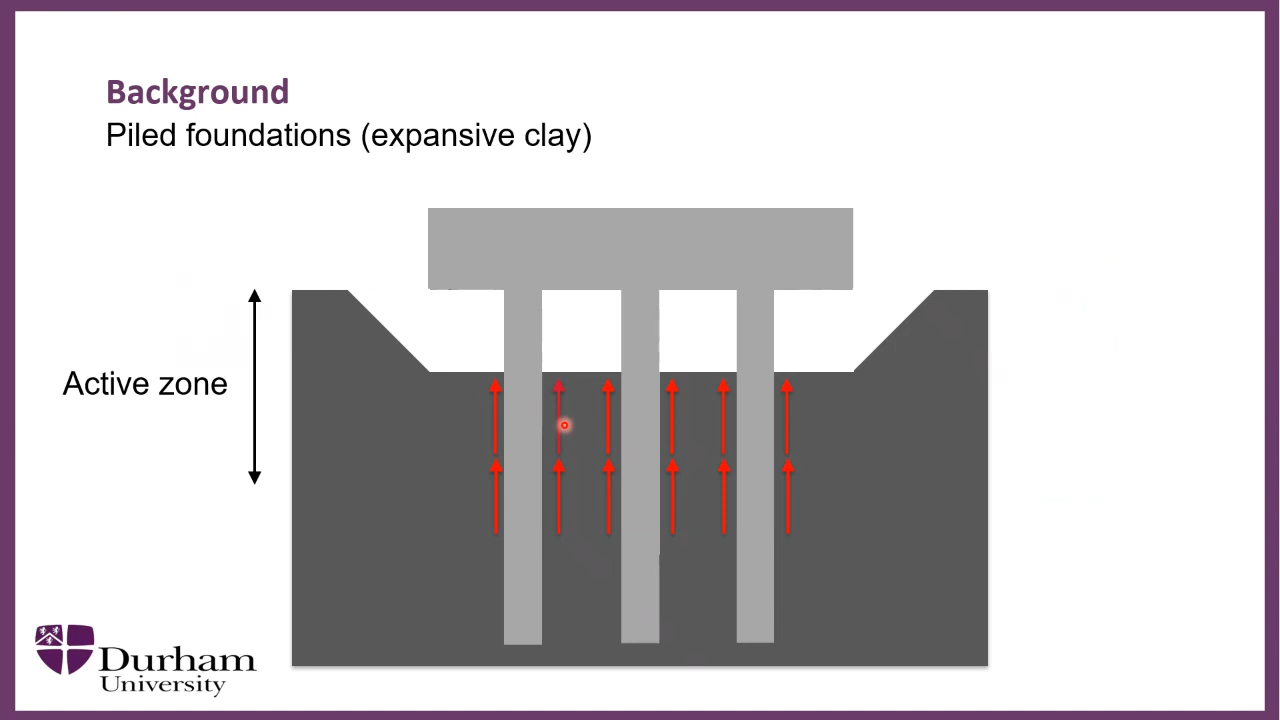 Background
Piled foundations (expansive clay)
Active zone
Durham
University